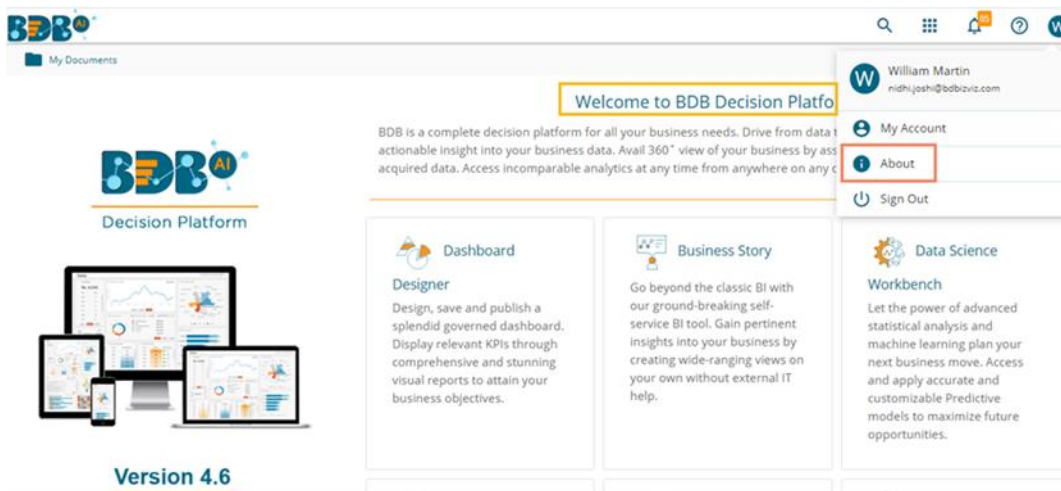 BDB AI
65
W
My Documents
W
William Martin
nidhi.joshi@bdbizviz.com
My Account
About
Sign Out
Welcome to BDB Decision Platfo
BDB is a complete decision platform for all your business needs. Drive from data
actionable insight into your business data. Avail 360° view of your business by ass
acquired data. Access incomparable analytics at any time from anywhere on any
BDB AI
Decision Platform
Version 4.6
Dashboard
Designer
Design, save and publish a
splendid governed dashboard.
Display relevant KPIs through
comprehensive and stunning
visual reports to attain your
business objectives.
Business Story
Go beyond the classic BI with
our ground-breaking self-
service BI tool. Gain pertinent
insights into your business by
creating wide-ranging views on
your own without external IT
help.
Data Science
Workbench
Let the power of advanced
statistical analysis and
machine learning plan your
next business move. Access
and apply accurate and
customizable Predictive
models to maximize future
opportunities.